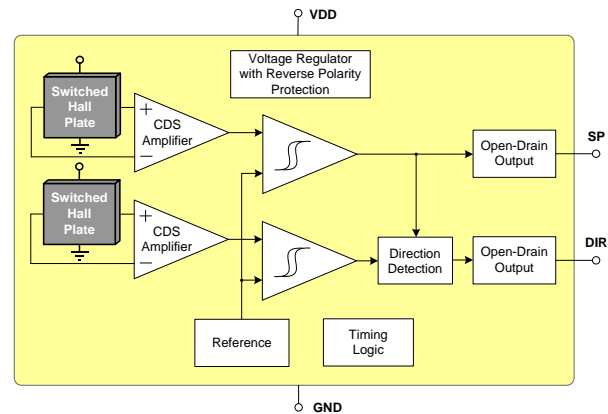 VDD
Voltage Regulator
with Reverse Polarity
Protection
Switched
Hall
Plate
+
−
CDS
Amplifier
Open-Drain
Output
SP
Switched
Hall
Plate
+
−
CDS
Amplifier
Direction
Detection
Open-Drain
Output
DIR
Reference
Timing
Logic
GND